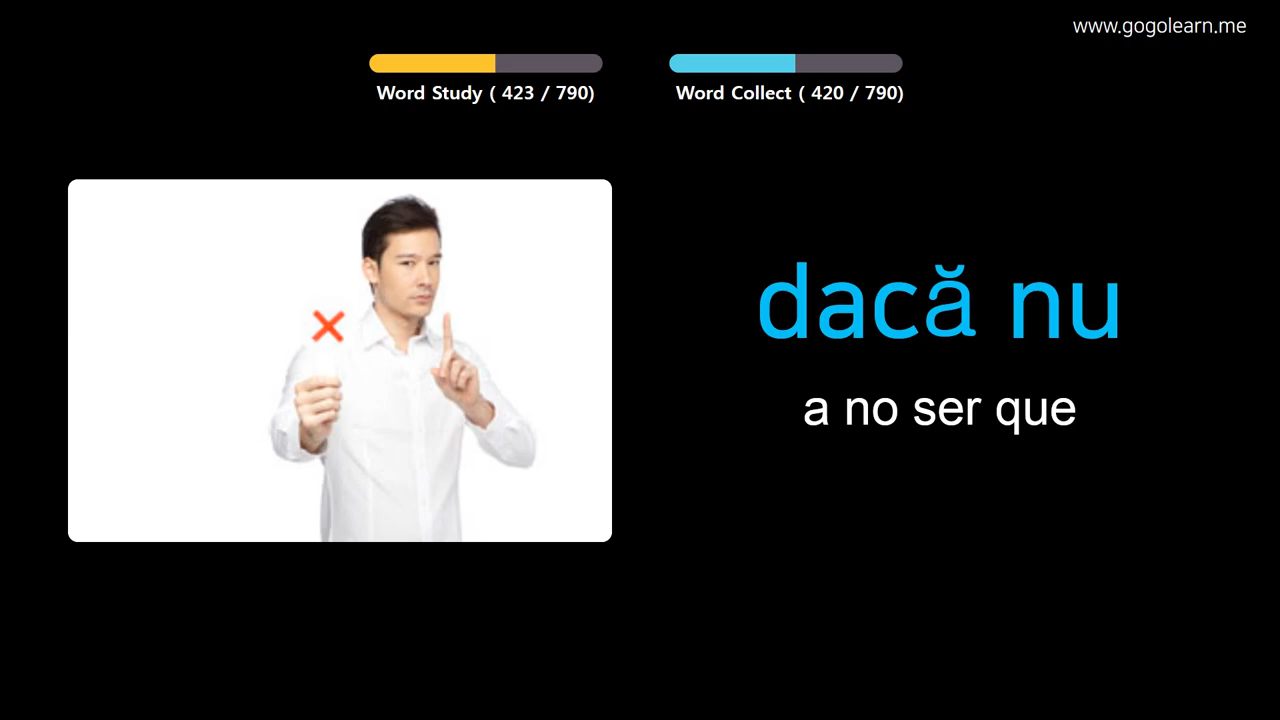 www.gogolearn.me
Word Study ( 423 / 790)
Word Collect ( 420 / 790)
dacă nu
a no ser que